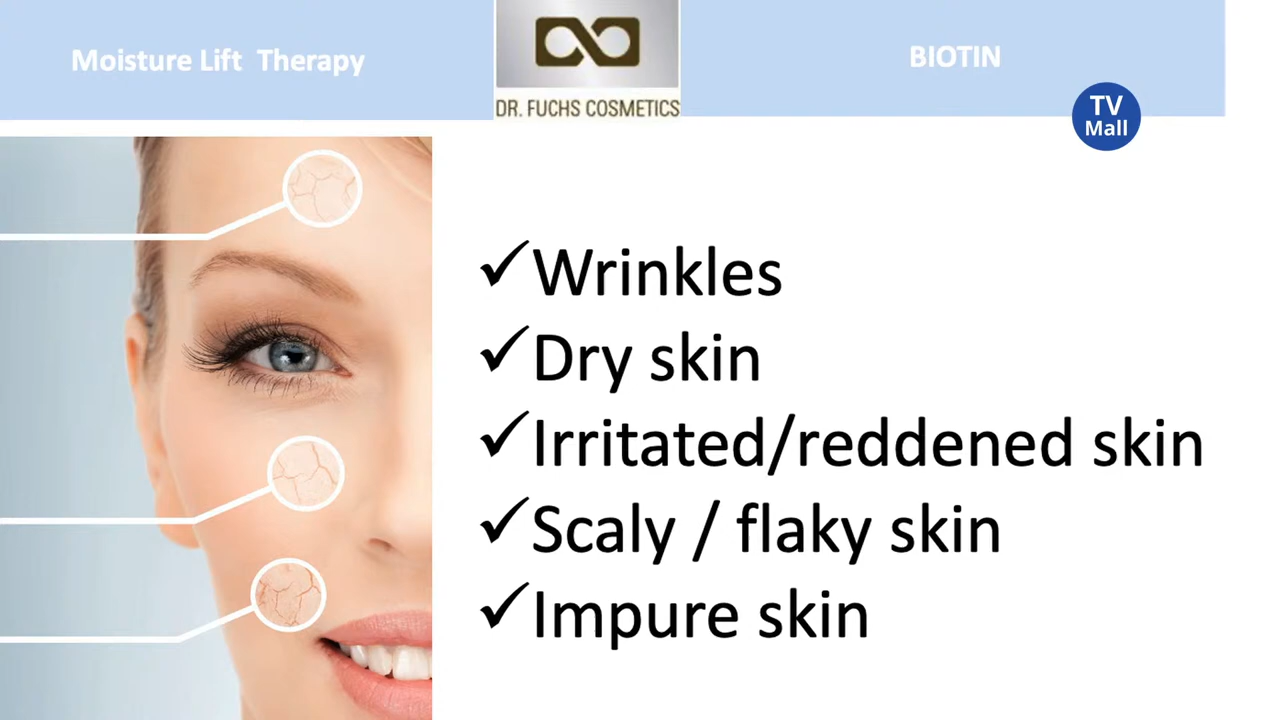 Moisture Lift  Therapy
DR. FUCHS COSMETICS
BIOTIN
TV
Mall
✓Wrinkles
✓Dry skin
✓Irritated/reddened skin
✓Scaly / flaky skin
✓Impure skin